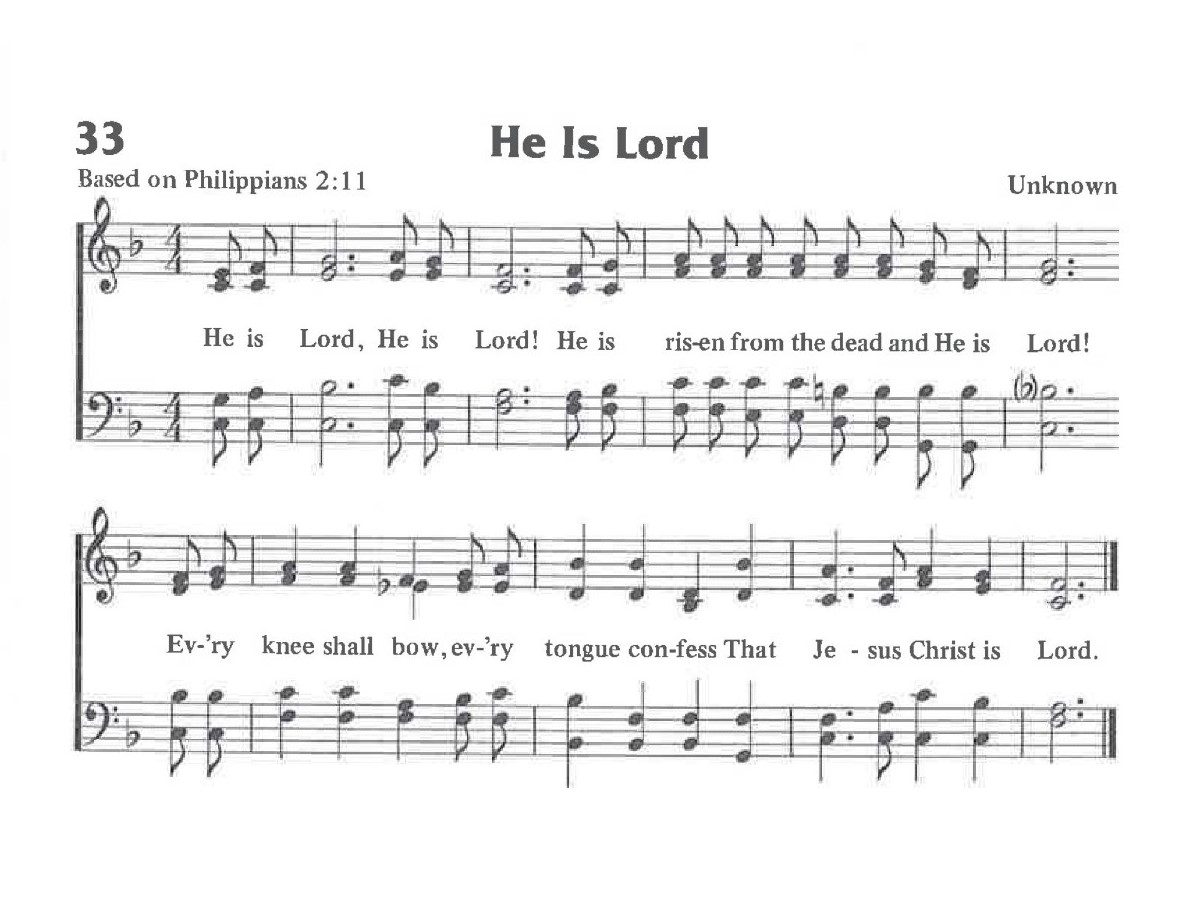 33
He Is Lord
Based on Philippians 2:11
Unknown
He is Lord, He is Lord! He is ris-en from the dead and He is Lord!
Ev-'ry knee shall bow, ev-'ry tongue con-fess That Je - sus Christ is Lord.